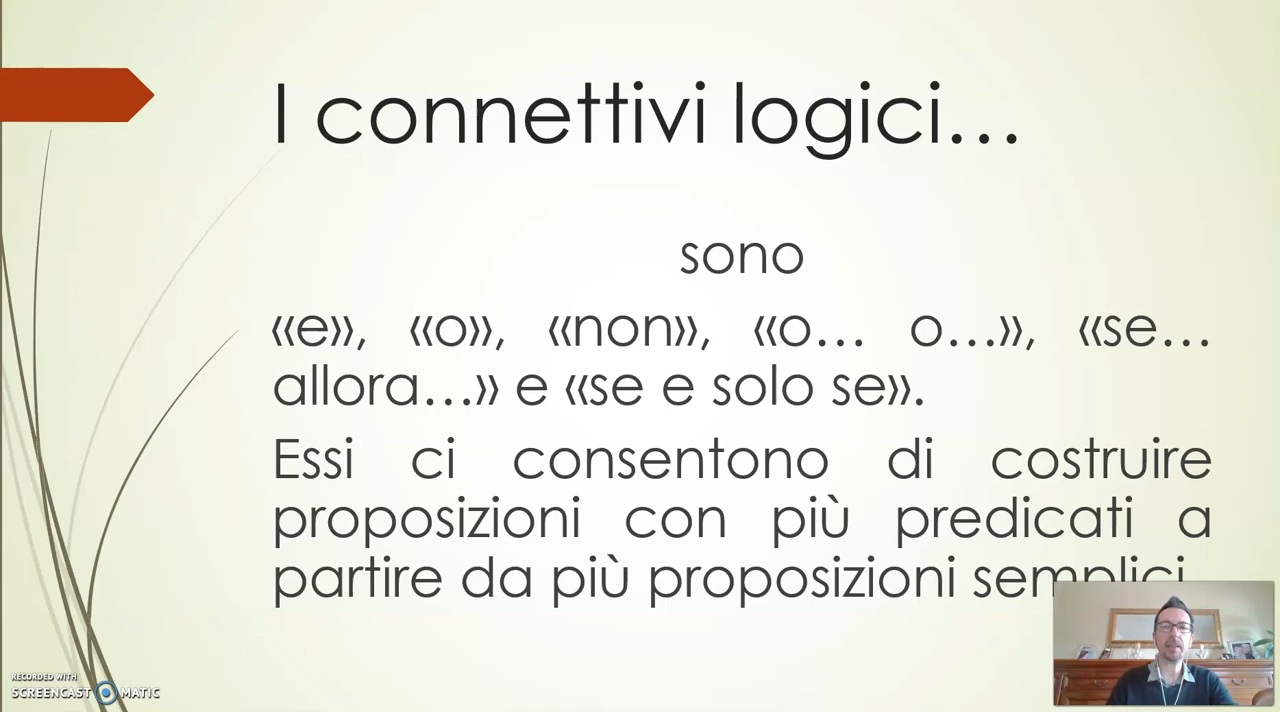 I connettivi logici…
sono
«e», «o», «non», «o… o…», «se…
allora…» e «se e solo se».
Essi ci consentono di costruire
proposizioni con più predicati a
partire da più proposizioni semplici.
RECORDED WITH
SCREENCAST MATIC